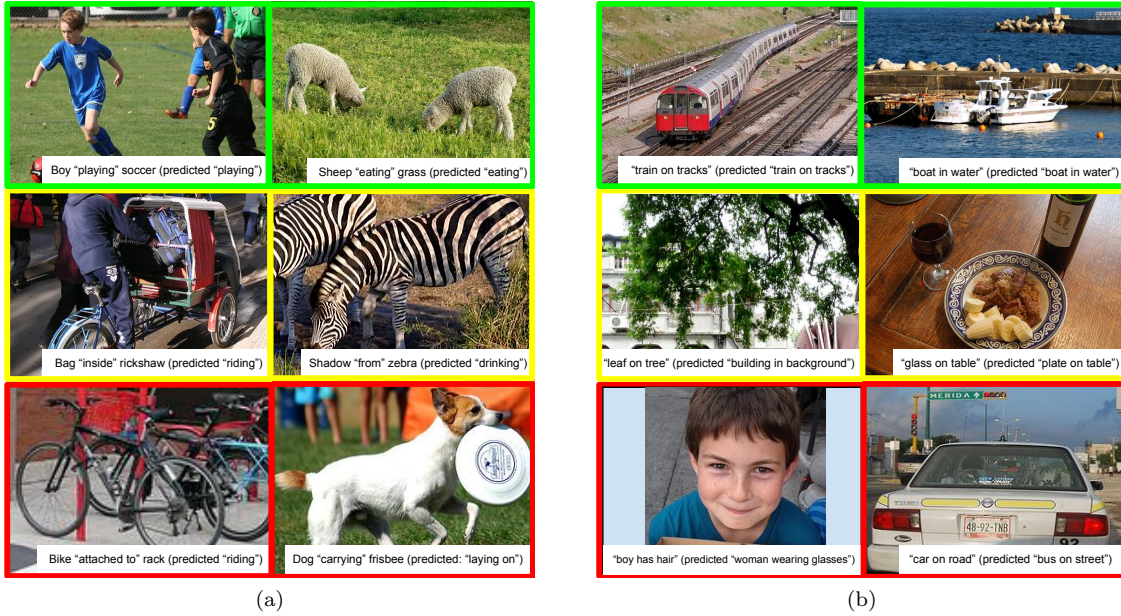 5
Boy "playing" soccer (predicted "playing")
Sheep "eating" grass (predicted "eating")
"train on tracks" (predicted "train on tracks")
"boat in water" (predicted "boat in water")
Bag "inside" rickshaw (predicted "riding")
Shadow "from" zebra (predicted "drinking")
"leaf on tree" (predicted "building in background")
"glass on table" (predicted "plate on table")
MERIDA
TSURU
48-92-TNB
92
Bike "attached to" rack (predicted "riding")
Dog "carrying" frisbee (predicted: "laying on")
"boy has hair" (predicted "woman wearing glasses")
"car on road" (predicted "bus on street")
(a)
(b)